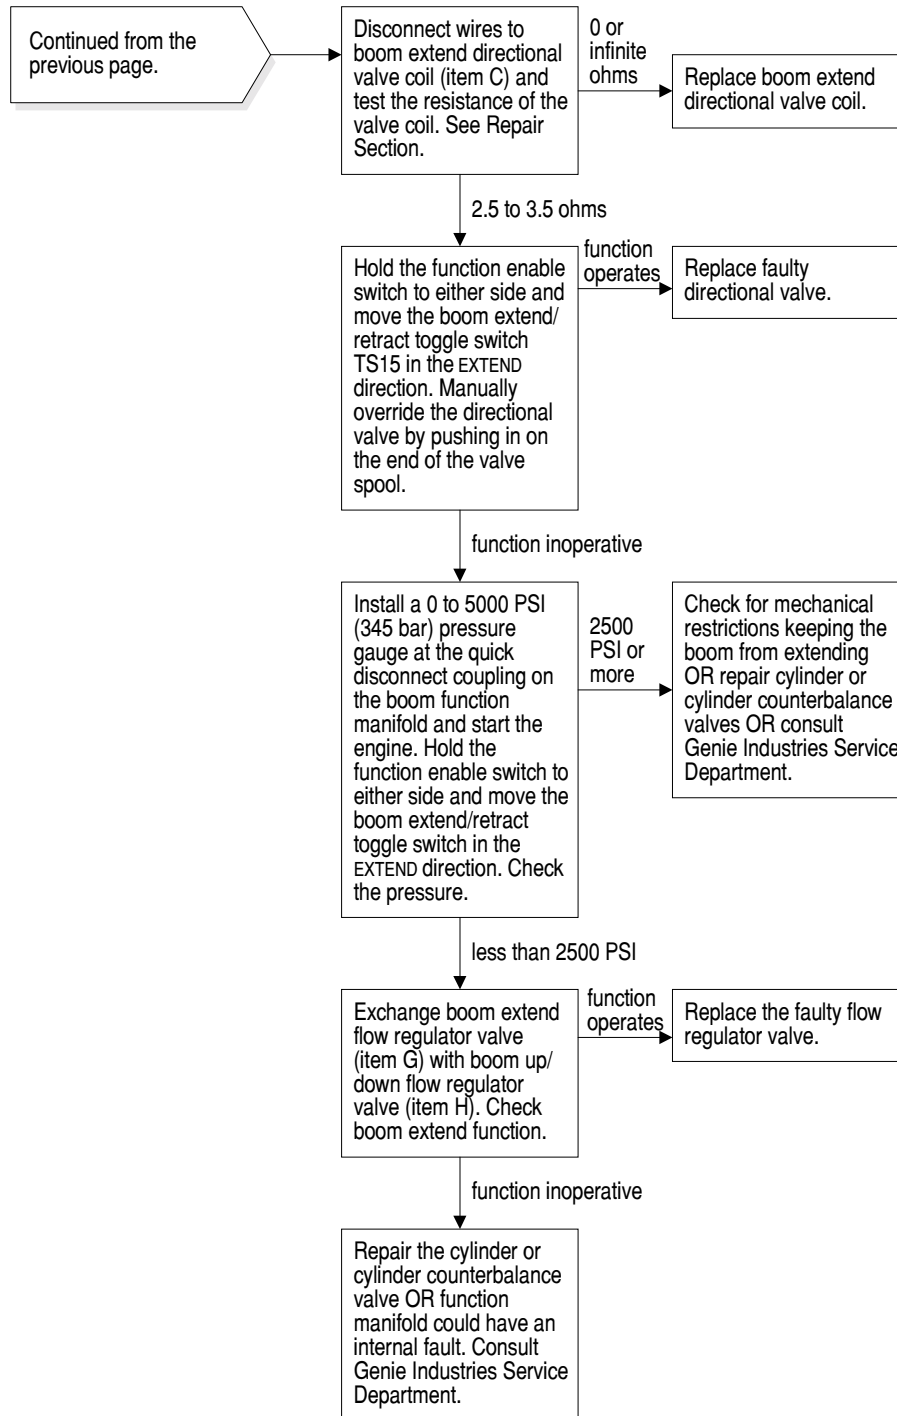 Continued from the
previous page.
Disconnect wires to
boom extend directional
valve coil (item C) and
test the resistance of the
valve coil. See Repair
Section.
0 or
infinite
ohms
Replace boom extend
directional valve coil.
2.5 to 3.5 ohms
Hold the function enable
switch to either side and
move the boom extend/
retract toggle switch
TS15 in the EXTEND
direction. Manually
override the directional
valve by pushing in on
the end of the valve
spool.
function
operates
Replace faulty
directional valve.
function inoperative
Install a 0 to 5000 PSI
(345 bar) pressure
gauge at the quick
disconnect coupling on
the boom function
manifold and start the
engine. Hold the
function enable switch to
either side and move the
boom extend/retract
toggle switch in the
EXTEND direction. Check
the pressure.
2500
PSI or
more
Check for mechanical
restrictions keeping the
boom from extending
OR repair cylinder or
cylinder counterbalance
valves OR consult
Genie Industries Service
Department.
less than 2500 PSI
Exchange boom extend
flow regulator valve
(item G) with boom up/
down flow regulator
valve (item H). Check
boom extend function.
function
operates
Replace the faulty flow
regulator valve.
function inoperative
Repair the cylinder or
cylinder counterbalance
valve OR function
manifold could have an
internal fault. Consult
Genie Industries Service
Department.